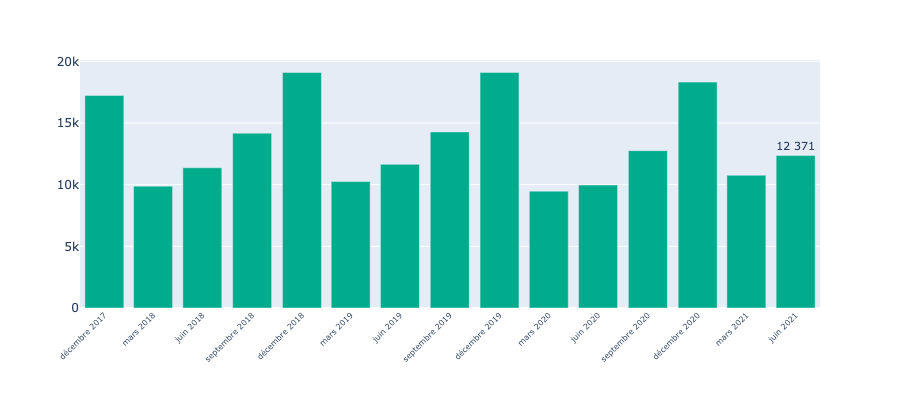 20k
15k
10k
5k
0
12 371
décembre 2017
mars 2018
juin 2018
septembre 2018
décembre 2018
mars 2019
juin 2019
septembre 2019
décembre 2019
mars 2020
juin 2020
septembre 2020
décembre 2020
mars 2021
juin 2021